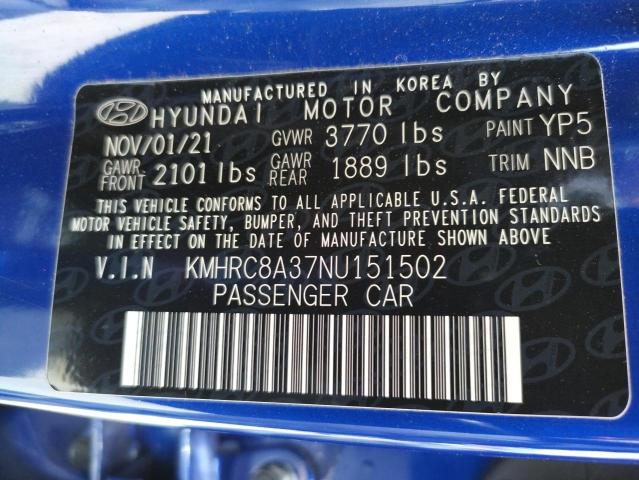 MANUFACTURED IN KOREA BY
HYUNDAI MOTOR COMPANY
NOV/01/21 GVWR 3770 lbs PAINT YP5
GAWR FRONT 2101 lbs GAWR REAR 1889 lbs TRIM NNB
THIS VEHICLE CONFORMS TO ALL APPLICABLE U.S.A. FEDERAL
MOTOR VEHICLE SAFETY, BUMPER, AND THEFT PREVENTION STANDARDS
IN EFFECT ON THE DATE OF MANUFACTURE SHOWN ABOVE.
V.I.N KMHRC8A37NU151502
PASSENGER CAR